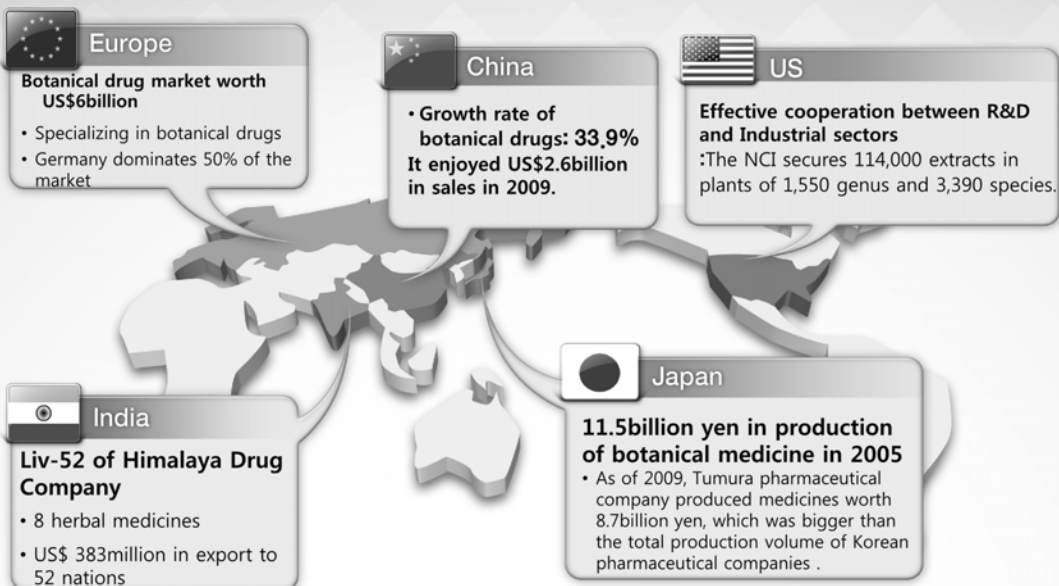 Europe
Botanical drug market worth
US$6billion
• Specializing in botanical drugs
• Germany dominates 50% of the
market
China
• Growth rate of
botanical drugs: 33.9%
It enjoyed US$2.6billion
in sales in 2009.
US
Effective cooperation between R&D
and Industrial sectors
:The NCI secures 114,000 extracts in
plants of 1,550 genus and 3,390 species.
India
Liv-52 of Himalaya Drug
Company
• 8 herbal medicines
• US$ 383million in export to
52 nations
Japan
11.5billion yen in production
of botanical medicine in 2005
• As of 2009, Tumura pharmaceutical
company produced medicines worth
8.7billion yen, which was bigger than
the total production volume of Korean
pharmaceutical companies .